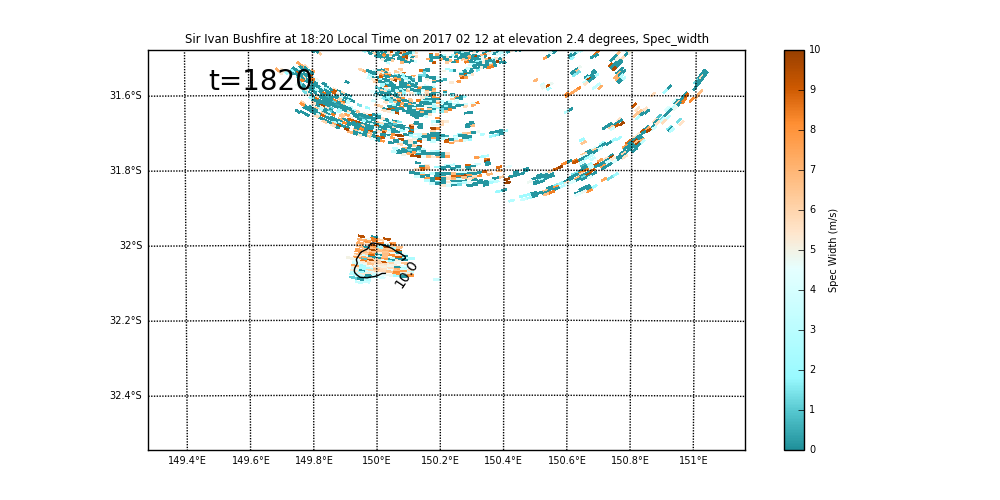 Sir Ivan Bushfire at 18:20 Local Time on 2017 02 12 at elevation 2.4 degrees, Spec_width
t=1820
31.6°S
31.8°S
32°S
32.2°S
32.4°S
10.0
149.4°E 149.6°E 149.8°E 150°E 150.2°E 150.4°E 150.6°E 150.8°E 151°E
10
9
8
7
6
5
4
3
2
1
0
Spec Width (m/s)